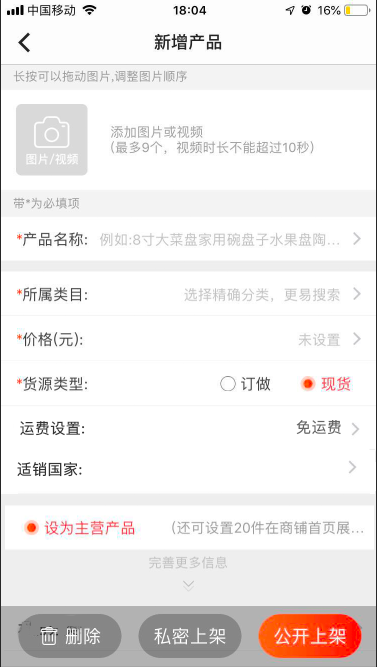 中国移动 18:04 16%
新增产品
长按可以拖动图片,调整图片顺序
图片/视频
添加图片或视频
（最多9个，视频时长不能超过10秒）
带*为必填项
*产品名称: 例如:8寸大菜盘家用碗盘子水果盘陶...
*所属类目: 选择精确分类，更易搜索
*价格(元): 未设置
*货源类型: 订做 现货
运费设置: 免运费
适销国家:
设为主营产品 （还可设置20件在商铺首页展...
完善更多信息
删除 私密上架 公开上架